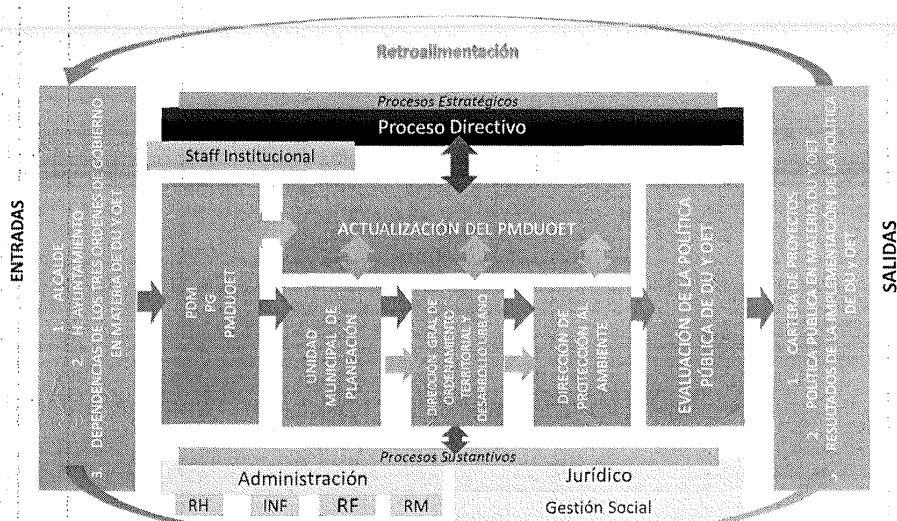 Retroalimentación
ENTRADAS
1. ALCALDE
2. H. AYUNTAMIENTO
3. DEPENDENCIAS DE LOS TRES ORDENES DE GOBIERNO
EN MATERIA DE DU Y OET
Procesos Estratégicos
Proceso Directivo
Staff Institucional
PDM
PG
PMDUOET
ACTUALIZACIÓN DEL PMDUOET
UNIDAD
MUNICIPAL DE
PLANEACIÓN
DIRECCIÓN GRAL DE
ORDENAMIENTO
TERRITORIAL Y
DESARROLLO URBANO
DIRECCIÓN DE
PROTECCIÓN AL
AMBIENTE
EVALUACIÓN DE LA POLÍTICA
PÚBLICA DE DU Y OET
Procesos Sustantivos
Administración
RH
INF
RF
RM
Jurídico
Gestión Social
1. CARTERA DE PROYECTOS
2. POLÍTICA PÚBLICA EN MATERIA DU Y OET
RESULTADOS DE LA IMPLEMENTACIÓN DE LA POLÍTICA
DE DU Y OET
SALIDAS